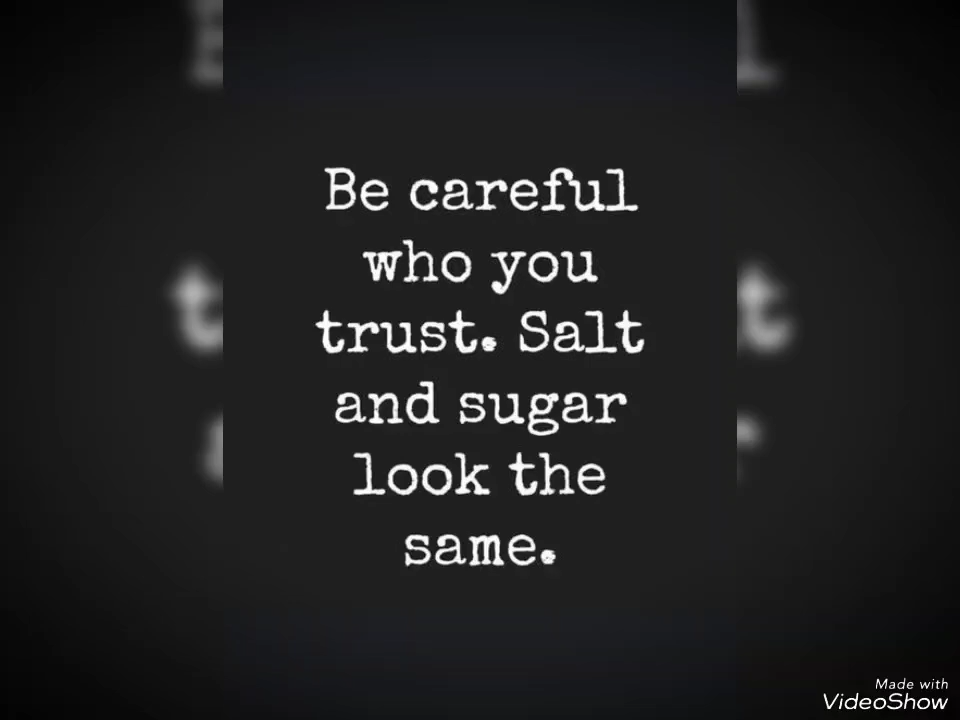 Be careful
who you
trust. Salt
and sugar
look the
same.
Made with
VideoShow